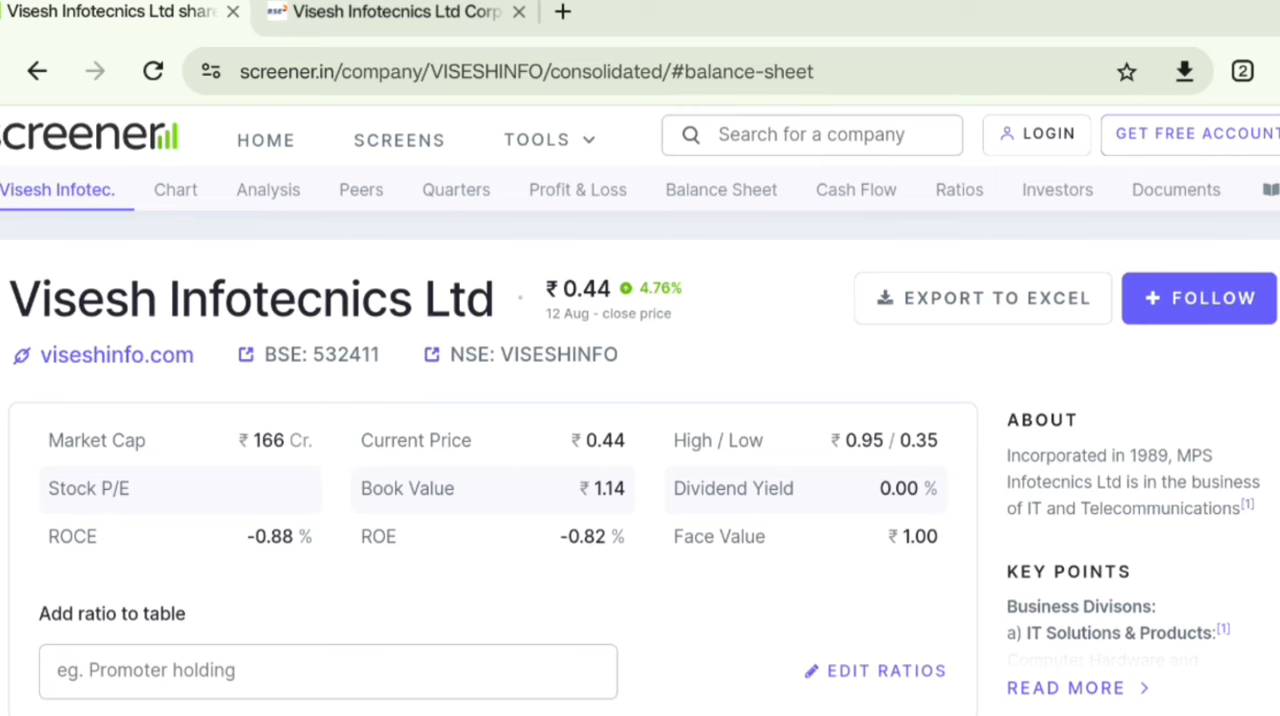 Visesh Infotecnics Ltd share
Visesh Infotecnics Ltd Corp
screener.in/company/VISESHINFO/consolidated/#balance-sheet
2
screener
HOME
SCREENS
TOOLS
Search for a company
LOGIN
GET FREE ACCOUNT
Visesh Infotec.
Chart
Analysis
Peers
Quarters
Profit & Loss
Balance Sheet
Cash Flow
Ratios
Investors
Documents
Visesh Infotecnics Ltd
₹ 0.44 4.76%
12 Aug - close price
EXPORT TO EXCEL
+ FOLLOW
viseshinfo.com
BSE: 532411
NSE: VISESHINFO
Market Cap ₹ 166 Cr.
Current Price ₹ 0.44
High / Low ₹ 0.95 / 0.35
Stock P/E
Book Value ₹ 1.14
Dividend Yield 0.00 %
ROCE -0.88 %
ROE -0.82 %
Face Value ₹ 1.00
Add ratio to table
eg. Promoter holding
EDIT RATIOS
ABOUT
Incorporated in 1989, MPS
Infotecnics Ltd is in the business
of IT and Telecommunications[1]
KEY POINTS
Business Divisons:
a) IT Solutions & Products:[1]
Computer Hardware and
READ MORE